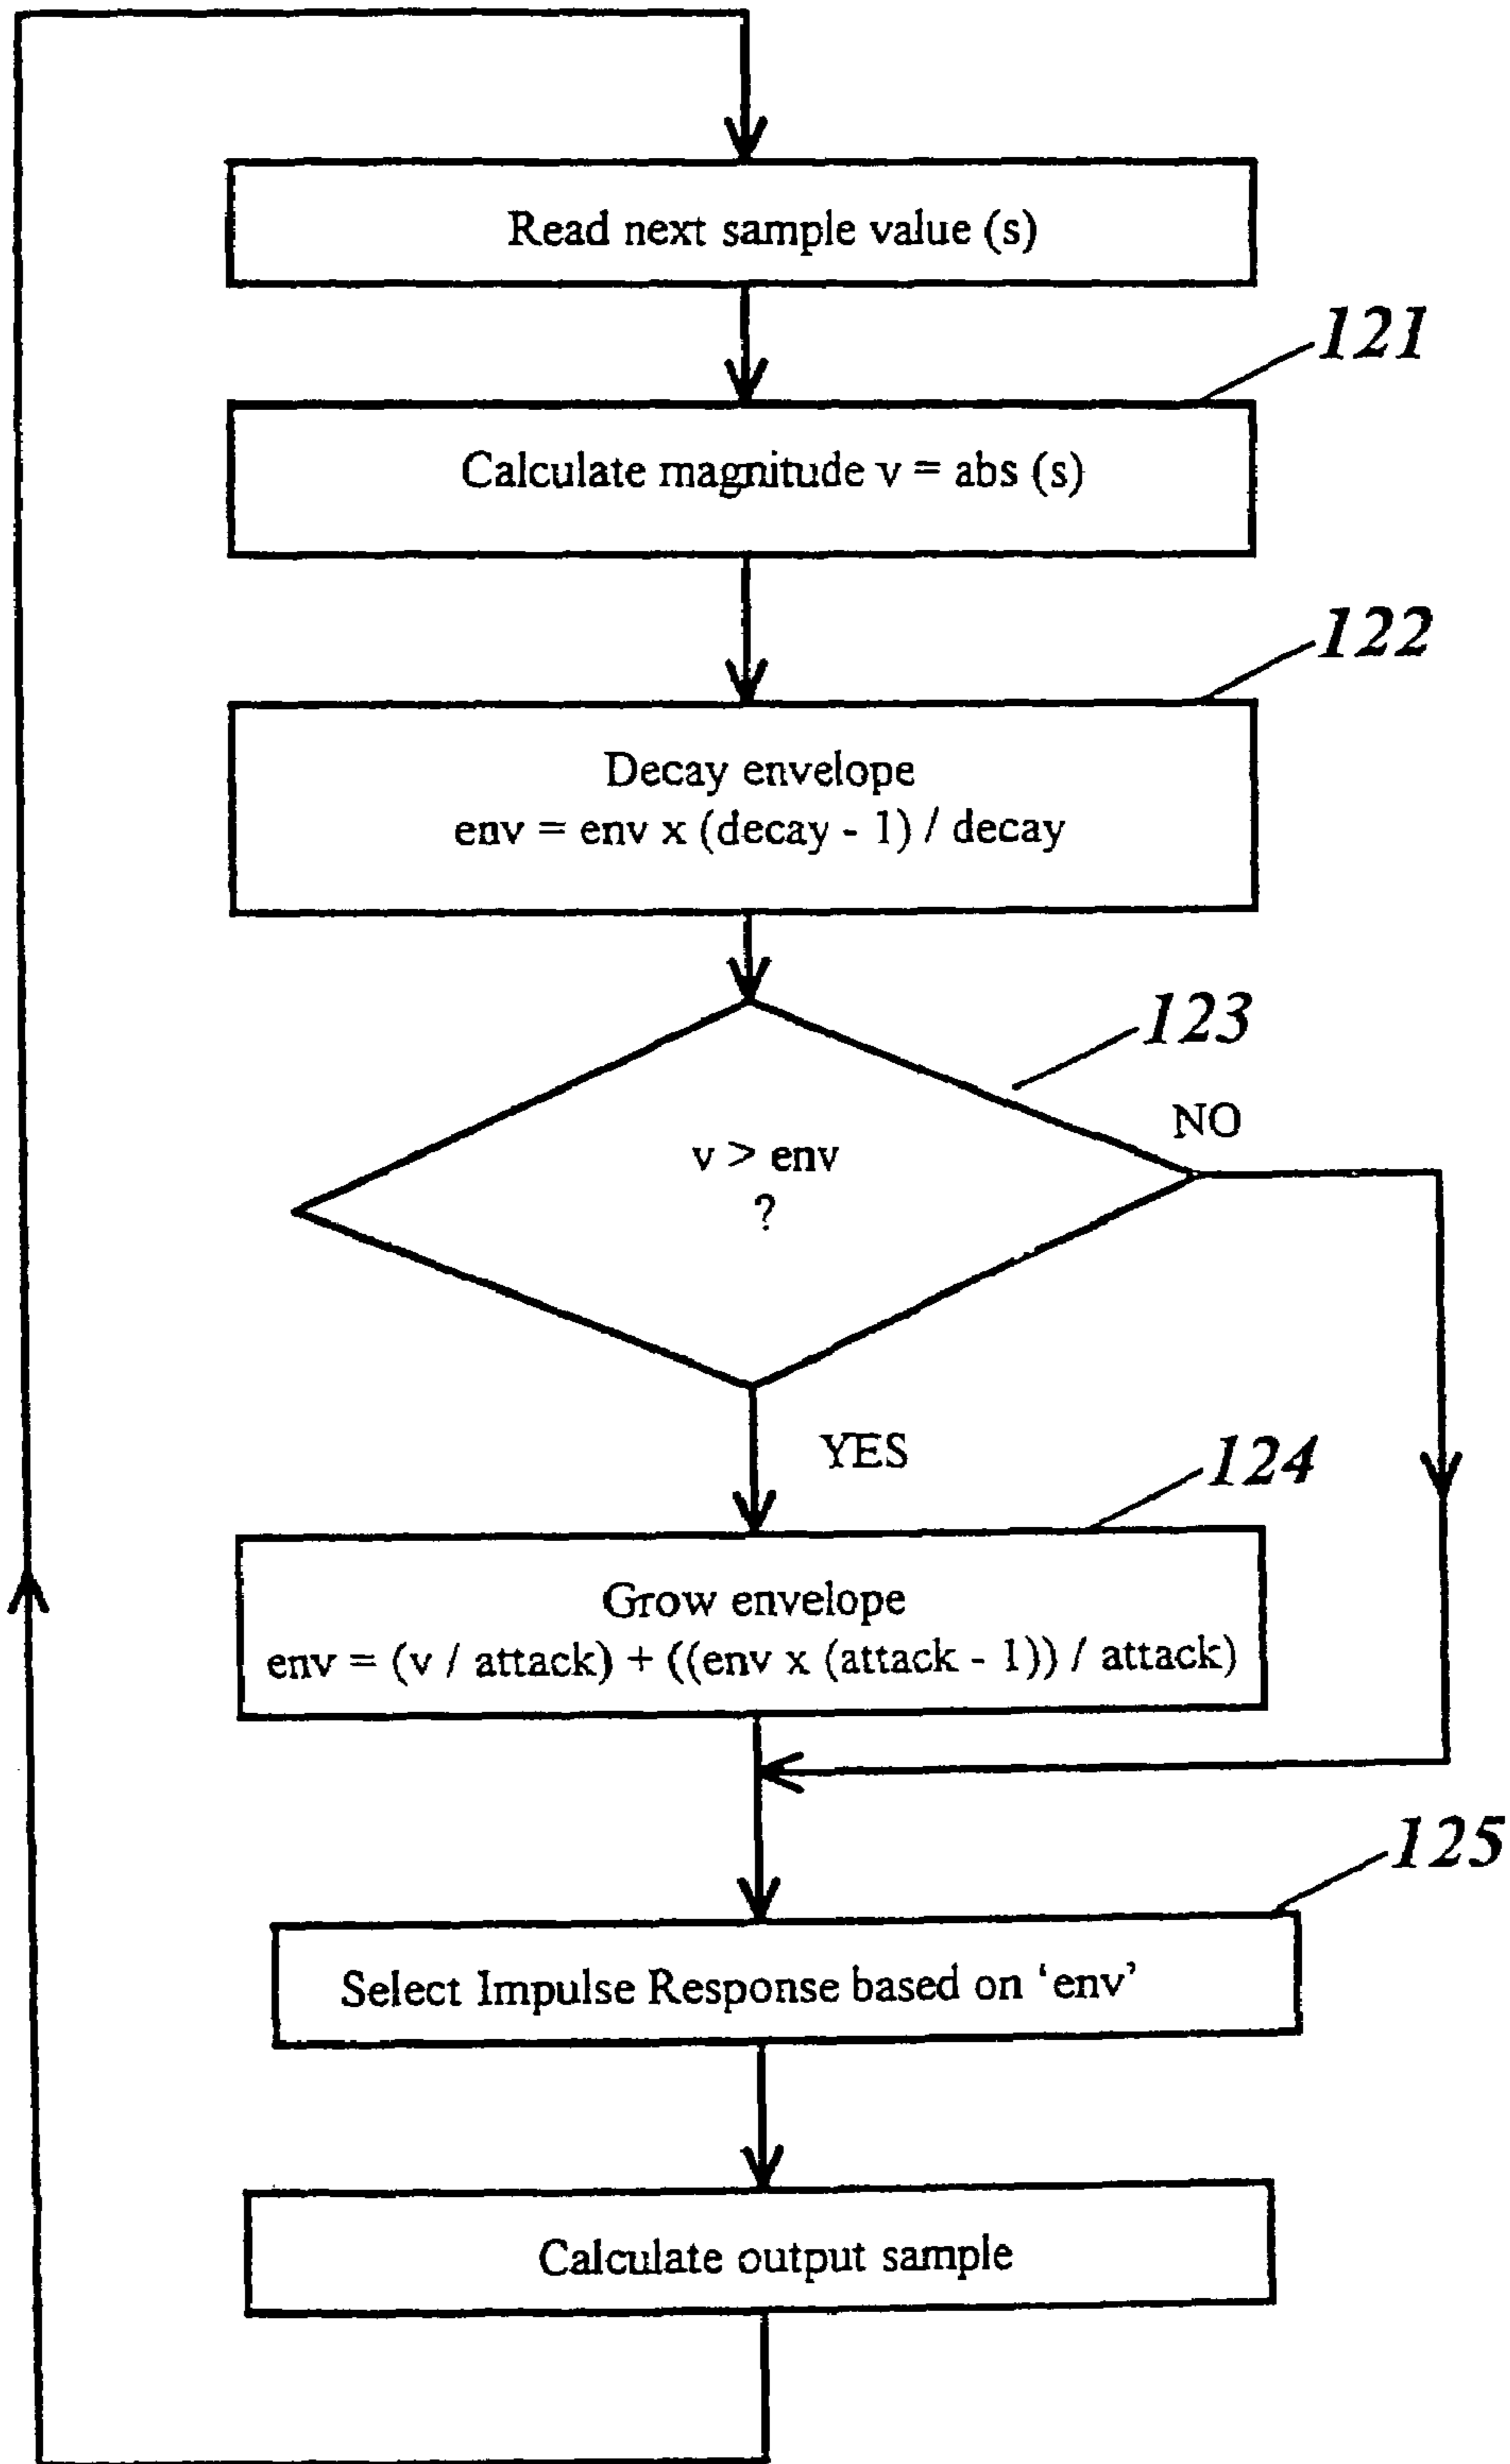 Read next sample value (s)
121
Calculate magnitude v = abs (s)
122
Decay envelope
env = env x (decay - 1) / decay
123
NO
v > env
?
YES
124
Grow envelope
env = (v / attack) + ((env x (attack - 1)) / attack)
125
Select Impulse Response based on ‘env’
Calculate output sample